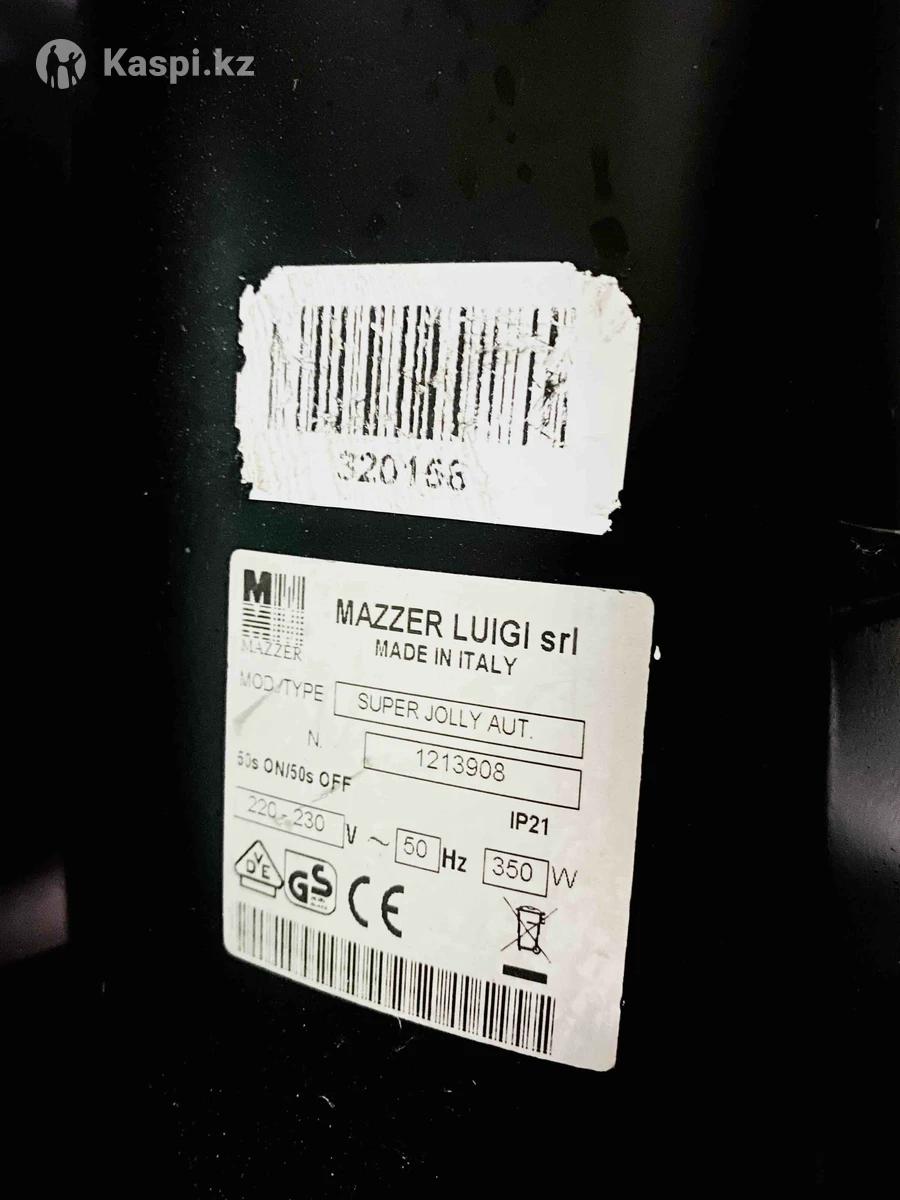 Kaspi.kz
320166
M
MAZZER
MAZZER LUIGI srl
MADE IN ITALY
MOD./TYPE SUPER JOLLY AUT.
N. 1213908
50s ON/50s OFF
IP21
220-230 V ~ 50 Hz 350 W
DVE GS CE